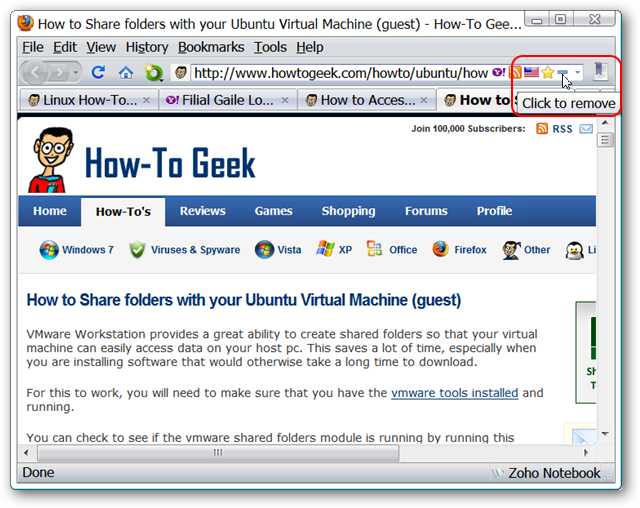 How to Share folders with your Ubuntu Virtual Machine (guest) - How-To Gee...
File Edit View History Bookmarks Tools Help
http://www.howtogeek.com/howto/ubuntu/how
Linux How-To... Filial Gaile Lo... How to Acces... How to S
Click to remove
Join 100,000 Subscribers: RSS
How-To Geek
Home How-To's Reviews Games Shopping Forums Profile
Windows 7 Viruses & Spyware Vista XP Office Firefox Other Li
How to Share folders with your Ubuntu Virtual Machine (guest)
VMware Workstation provides a great ability to create shared folders so that your virtual
machine can easily access data on your host pc. This saves a lot of time, especially when
you are installing software that would otherwise take a long time to download.
Sh
T
For this to work, you will need to make sure that you have the vmware tools installed and
running.
You can check to see if the vmware shared folders module is running by running this
Done Zoho Notebook